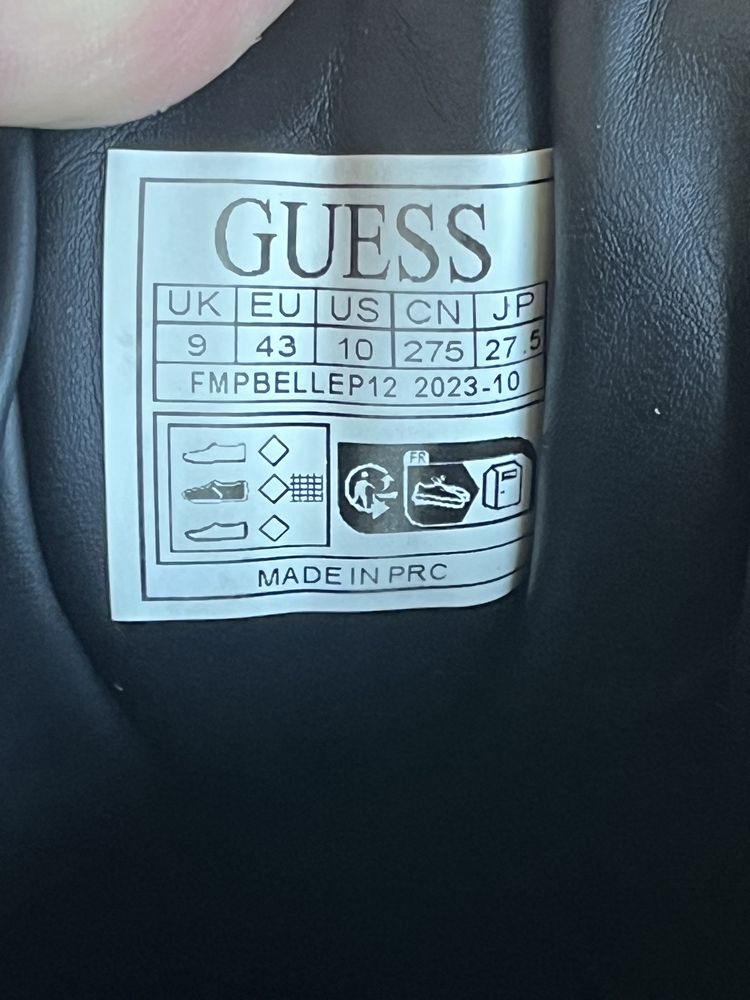 GUESS
UK EU US CN JP
9 43 10 275 27.5
FMPBELLEP12 2023-10
FR
MADE IN PRC